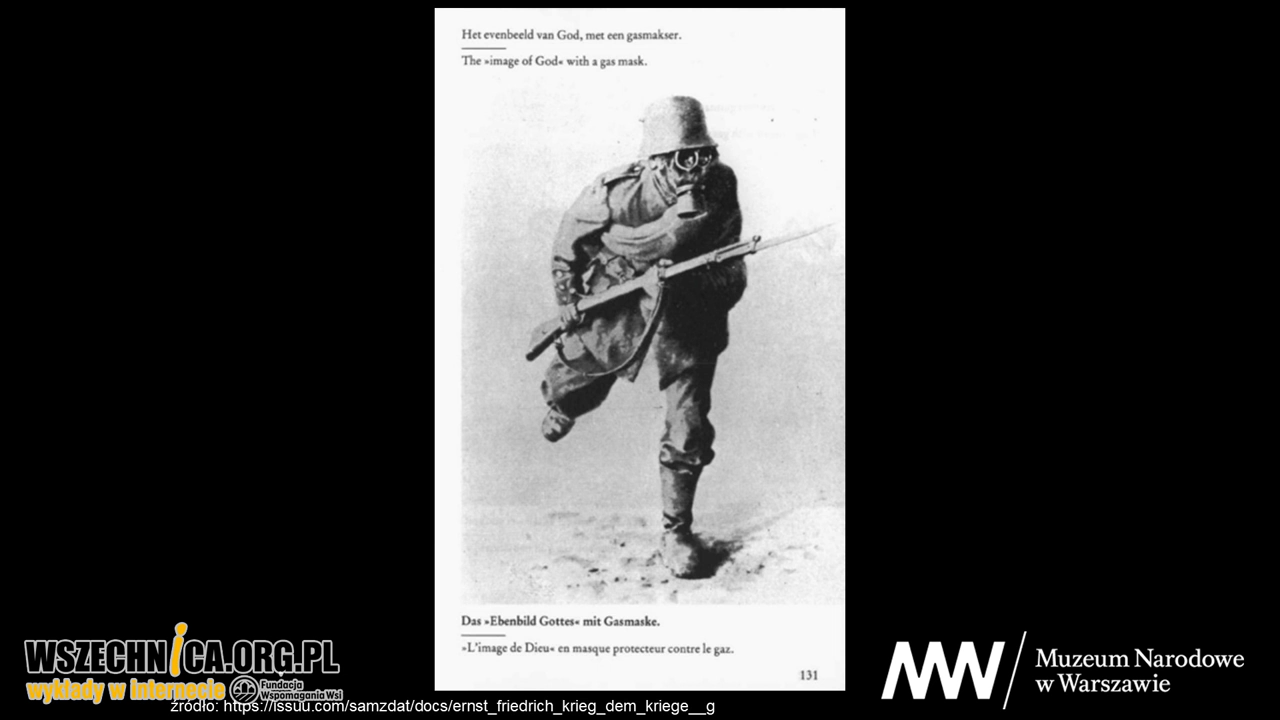 Het evenbeeld van God, met een gasmakser.
The »image of God« with a gas mask.
Das »Ebenbild Gottes« mit Gasmaske.
»L'image de Dieu« en masque protecteur contre le gaz.
131
WSZECHNICA.ORG.PL
wykłady w internecie
Fundacja
Wspomagania Wsi
źródło: https://issuu.com/samzdat/docs/ernst_friedrich_krieg_dem_kriege__g
Muzeum Narodowe
w Warszawie